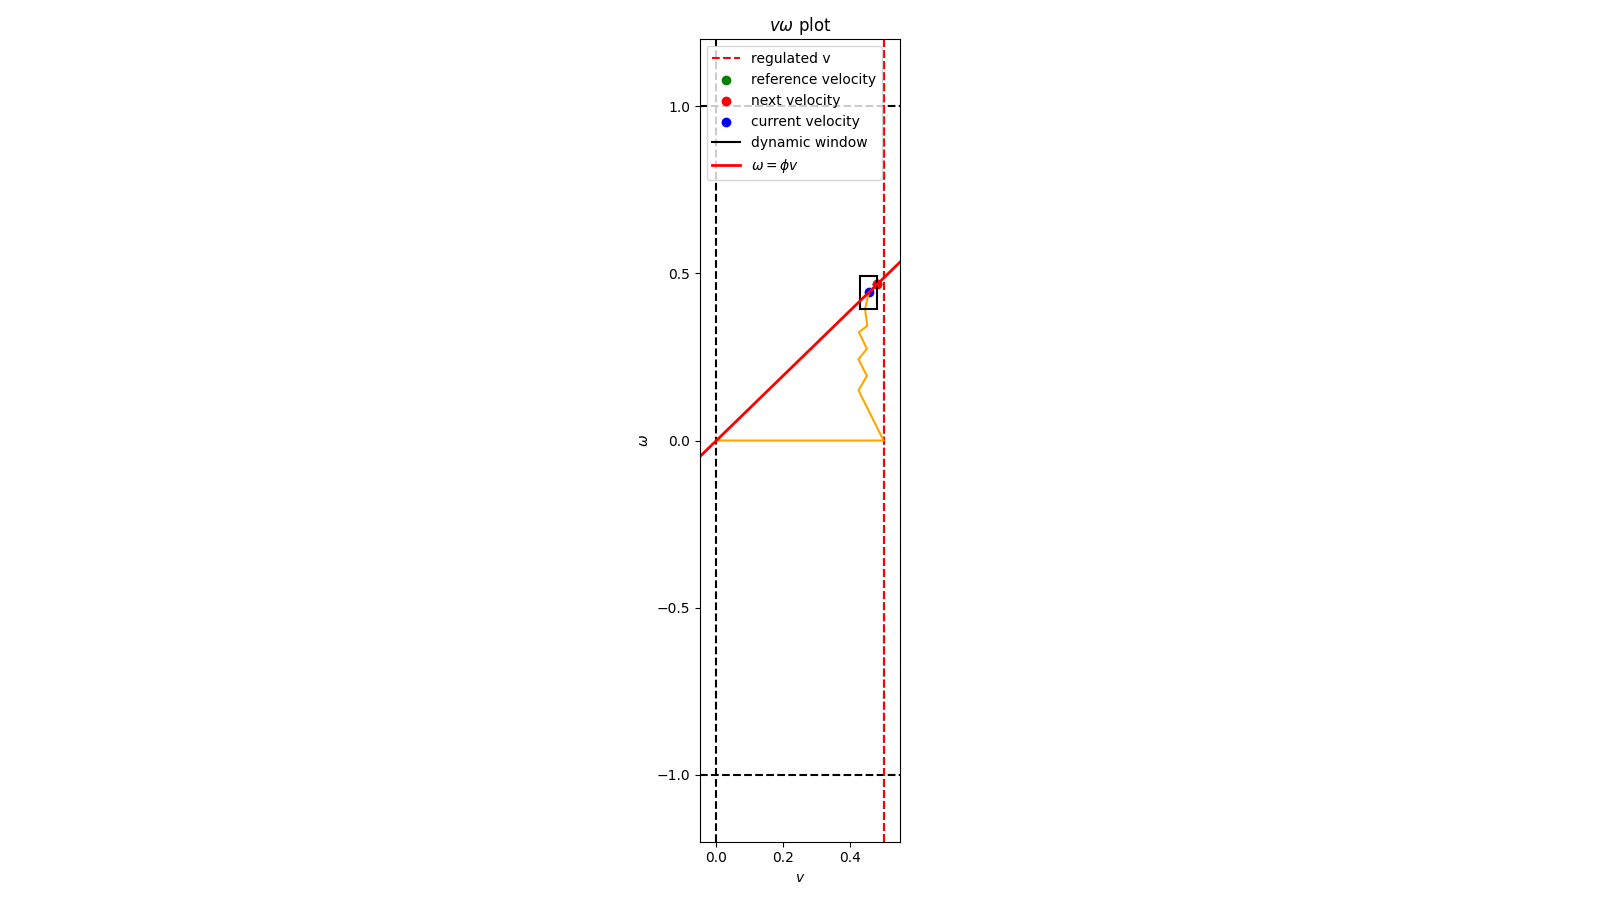 vω plot
regulated v
reference velocity
next velocity
current velocity
dynamic window
ω = ϕv
1.0
0.5
0.0
−0.5
−1.0
ω
0.0 0.2 0.4
v